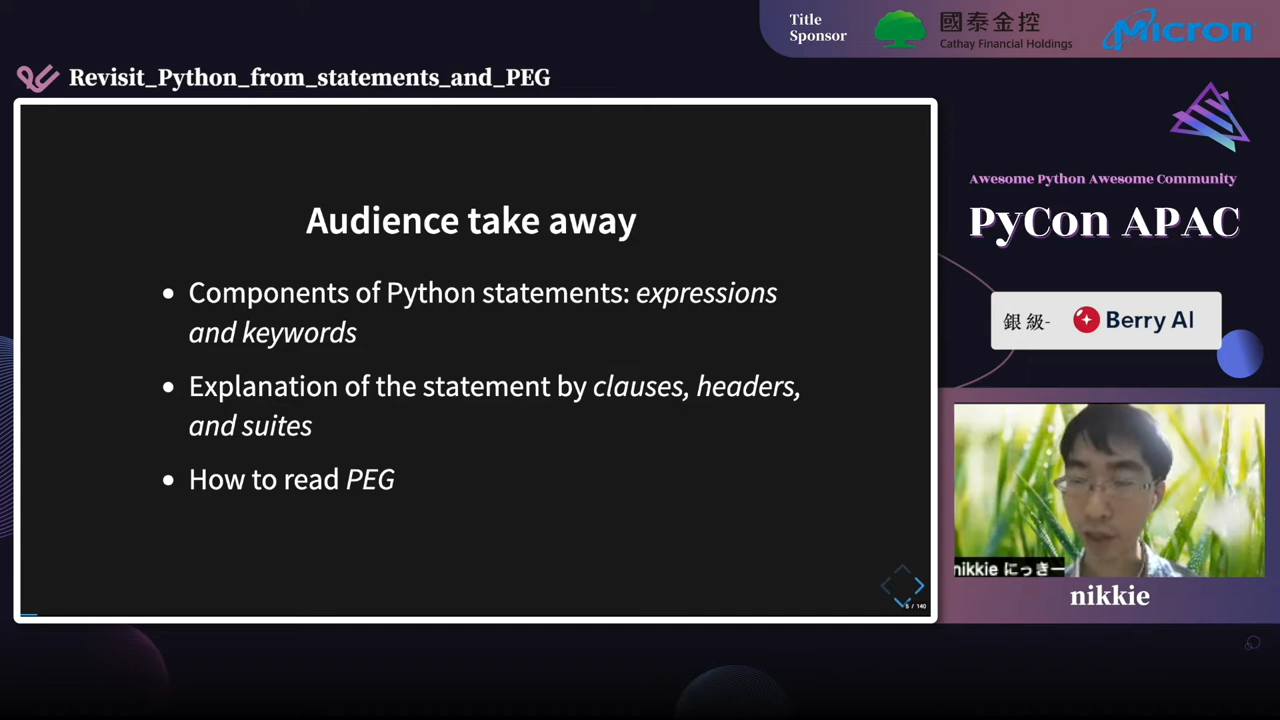 Title
Sponsor
國泰金控
Cathay Financial Holdings
Micron
Revisit_Python_from_statements_and_PEG
Audience take away
Components of Python statements: expressions
and keywords
Explanation of the statement by clauses, headers,
and suites
How to read PEG
5 / 140
Awesome Python Awesome Community
PyCon APAC
銀級-
Berry AI
nikkie にっきー
nikkie